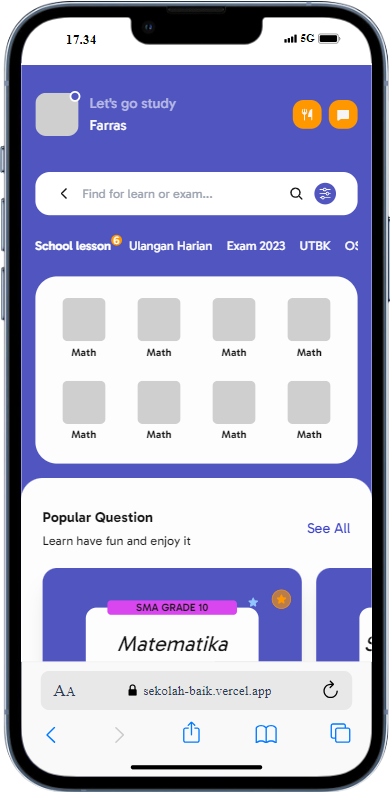 17.34 5G
Let's go study
Farras
Find for learn or exam...
School lesson 6 Ulangan Harian Exam 2023 UTBK OS
Math Math Math Math
Math Math Math Math
Popular Question
Learn have fun and enjoy it
See All
SMA GRADE 10
Matematika S
AA sekolah-baik.vercel.app